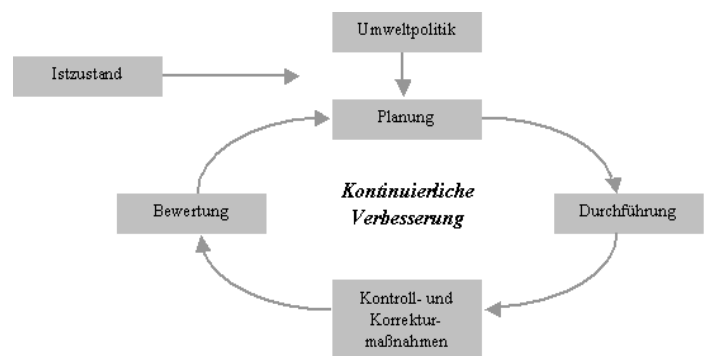 Umweltpolitik
Istzustand
Planung
Kontinuierliche
Verbesserung
Bewertung
Durchführung
Kontroll- und
Korrektur-
maßnahmen